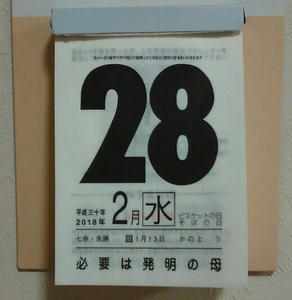 28
平成三十年
2018年
2月
水
ビスケットの日
そばの日
七赤・先勝
旧1月13日
かのとう
必要は発明の母